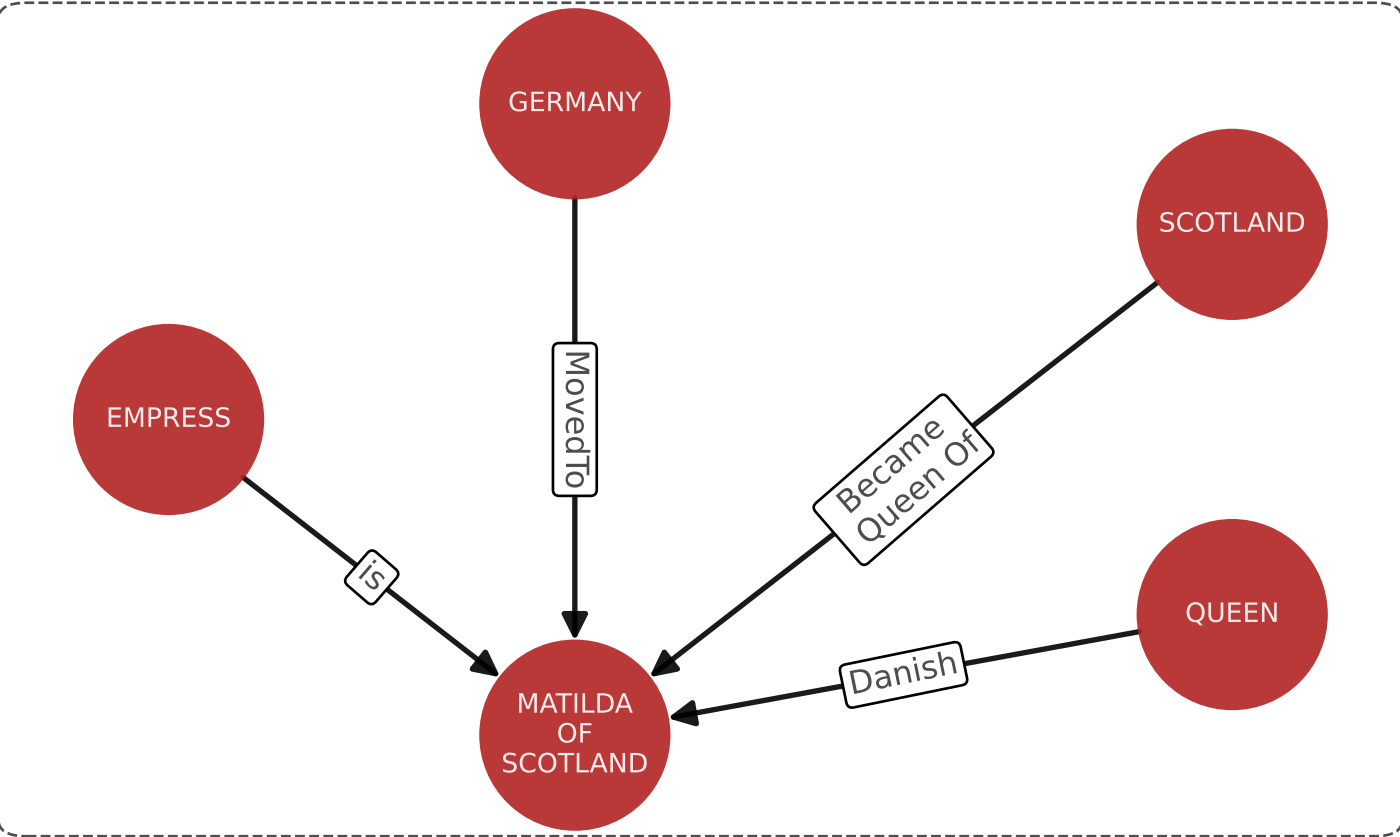 GERMANY
SCOTLAND
EMPRESS
MovedTo
Became
Queen Of
is
QUEEN
Danish
MATILDA
OF
SCOTLAND